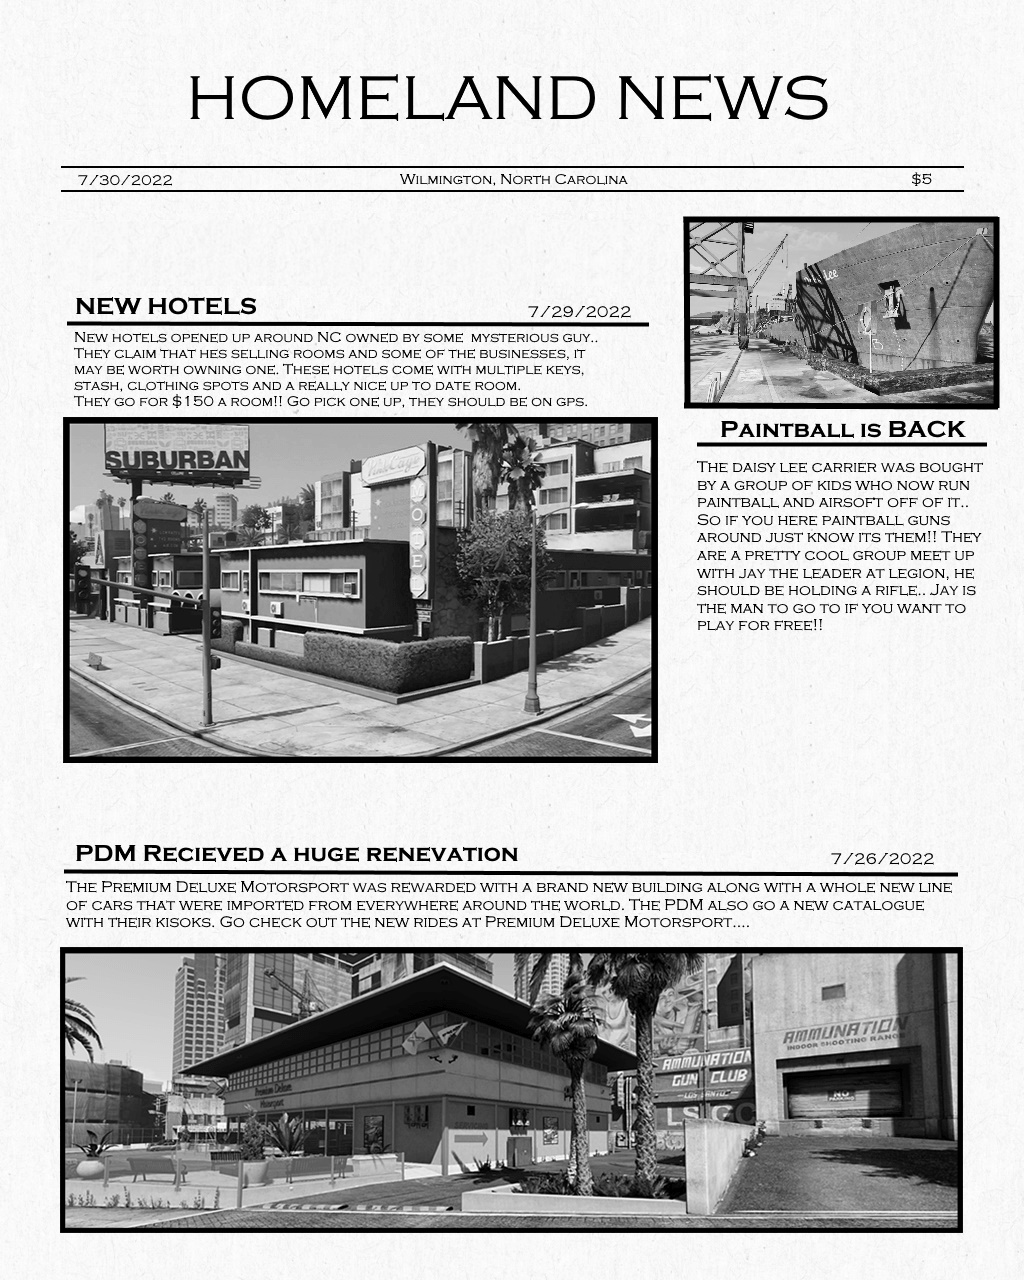 HOMELAND NEWS
7/30/2022 Wilmington, North Carolina $5
NEW HOTELS 7/29/2022
New hotels opened up around NC owned by some mysterious guy..
They claim that hes selling rooms and some of the businesses, it
may be worth owning one. These hotels come with multiple keys,
stash, clothing spots and a really nice up to date room.
They go for $150 a room!! Go pick one up, they should be on gps.
SUBURBAN
MOTEL
Lee
Paintball is BACK
The daisy lee carrier was bought
by a group of kids who now run
paintball and airsoft off of it..
So if you here paintball guns
around just know its them!! They
are a pretty cool group meet up
with jay the leader at legion, he
should be holding a rifle.. Jay is
the man to go to if you want to
play for free!!
PDM Recieved a huge renevation 7/26/2022
The Premium Deluxe Motorsport was rewarded with a brand new building along with a whole new line
of cars that were imported from everywhere around the world. The PDM also go a new catalogue
with their kisoks. Go check out the new rides at Premium Deluxe Motorsport....
Premium Deluxe
Motorsport
AMMUNATION
GUN CLUB
LOS SANTOS
LS GC
AMMUNATION
INDOOR SHOOTING RANGE
NO
PARKING